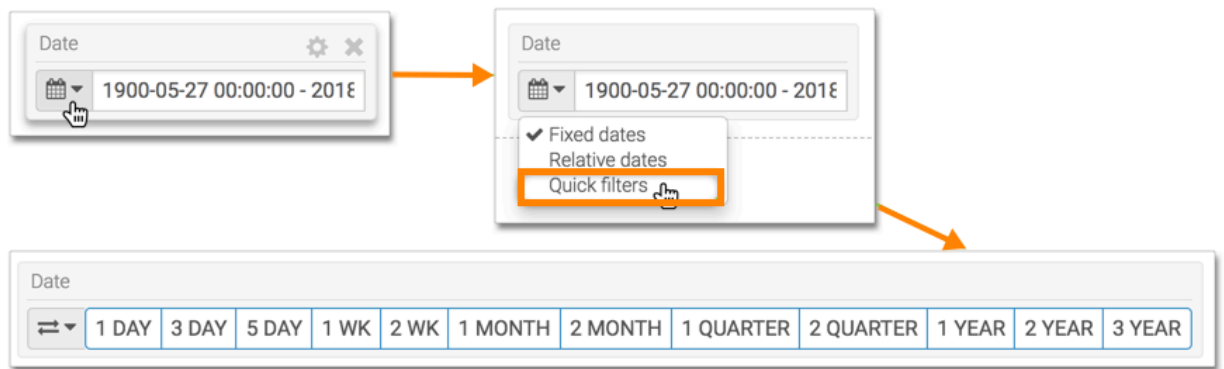 Date
1900-05-27 00:00:00 - 2018
Date
1900-05-27 00:00:00 - 2018
Fixed dates
Relative dates
Quick filters
Date
1 DAY 3 DAY 5 DAY 1 WK 2 WK 1 MONTH 2 MONTH 1 QUARTER 2 QUARTER 1 YEAR 2 YEAR 3 YEAR